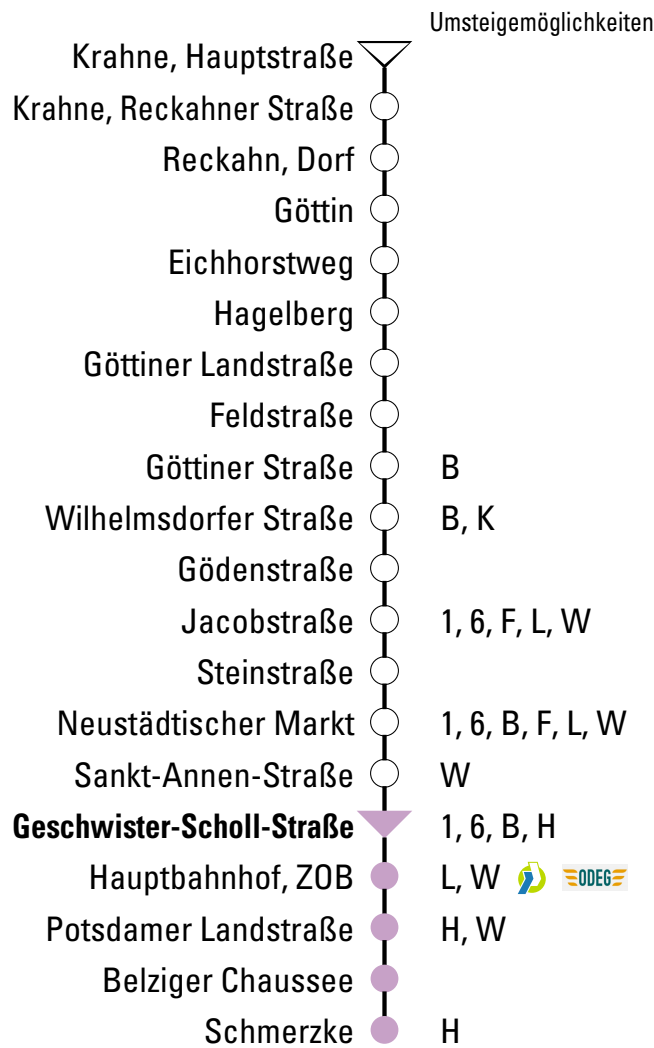 Umsteigemöglichkeiten
Krahne, Hauptstraße
Krahne, Reckahner Straße
Reckahn, Dorf
Göttin
Eichhorstweg
Hagelberg
Göttiner Landstraße
Feldstraße
Göttiner Straße B
Wilhelmsdorfer Straße B, K
Gödenstraße
Jacobstraße 1, 6, F, L, W
Steinstraße
Neustädtischer Markt 1, 6, B, F, L, W
Sankt-Annen-Straße W
Geschwister-Scholl-Straße 1, 6, B, H
Hauptbahnhof, ZOB L, W ODEG
Potsdamer Landstraße H, W
Belziger Chaussee
Schmerzke H